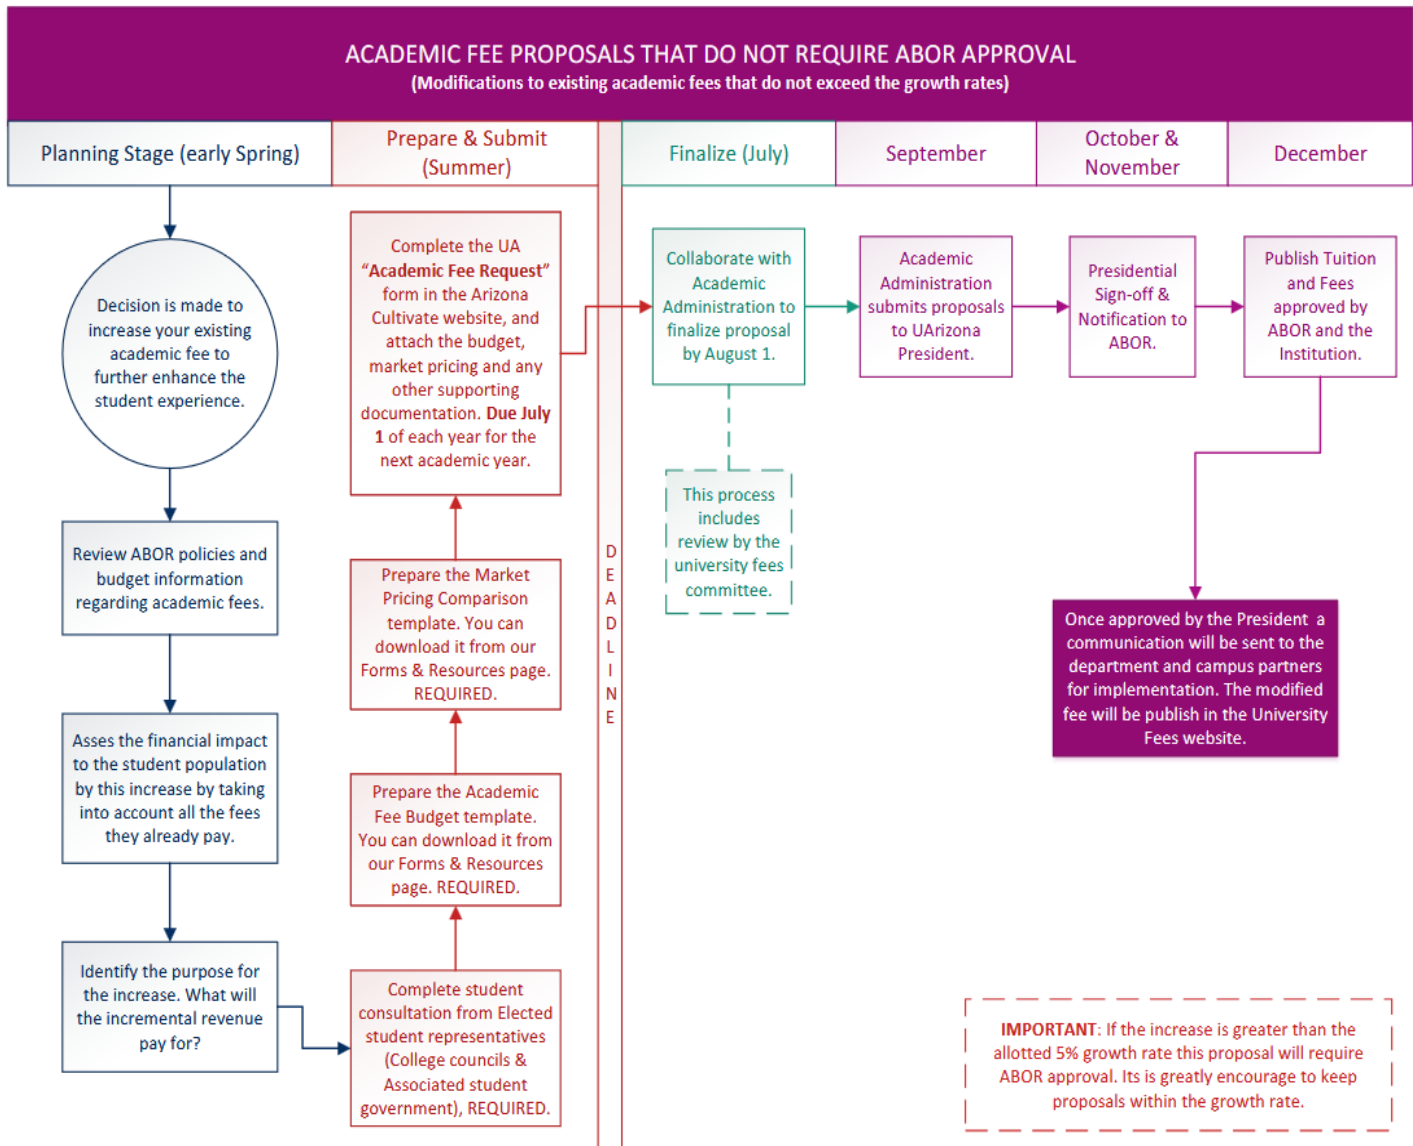 ACADEMIC FEE PROPOSALS THAT DO NOT REQUIRE ABOR APPROVAL
(Modifications to existing academic fees that do not exceed the growth rates)
Planning Stage (early Spring)
Prepare & Submit
(Summer)
Finalize (July)
September
October &
November
December
Decision is made to
increase your existing
academic fee to
further enhance the
student experience.
Review ABOR policies and
budget information
regarding academic fees.
Asses the financial impact
to the student population
by this increase by taking
into account all the fees
they already pay.
Identify the purpose for
the increase. What will
the incremental revenue
pay for?
Complete the UA
“Academic Fee Request”
form in the Arizona
Cultivate website, and
attach the budget,
market pricing and any
other supporting
documentation. Due July
1 of each year for the
next academic year.
Prepare the Market
Pricing Comparison
template. You can
download it from our
Forms & Resources page.
REQUIRED.
Prepare the Academic
Fee Budget template.
You can download it from
our Forms & Resources
page. REQUIRED.
Complete student
consultation from Elected
student representatives
(College councils &
Associated student
government), REQUIRED.
DEADLINE
Collaborate with
Academic
Administration to
finalize proposal
by August 1.
This process
includes
review by the
university fees
committee.
Academic
Administration
submits proposals
to UArizona
President.
Presidential
Sign-off &
Notification to
ABOR.
Publish Tuition
and Fees
approved by
ABOR and the
Institution.
Once approved by the President a
communication will be sent to the
department and campus partners
for implementation. The modified
fee will be publish in the University
Fees website.
IMPORTANT: If the increase is greater than the
allotted 5% growth rate this proposal will require
ABOR approval. Its is greatly encourage to keep
proposals within the growth rate.